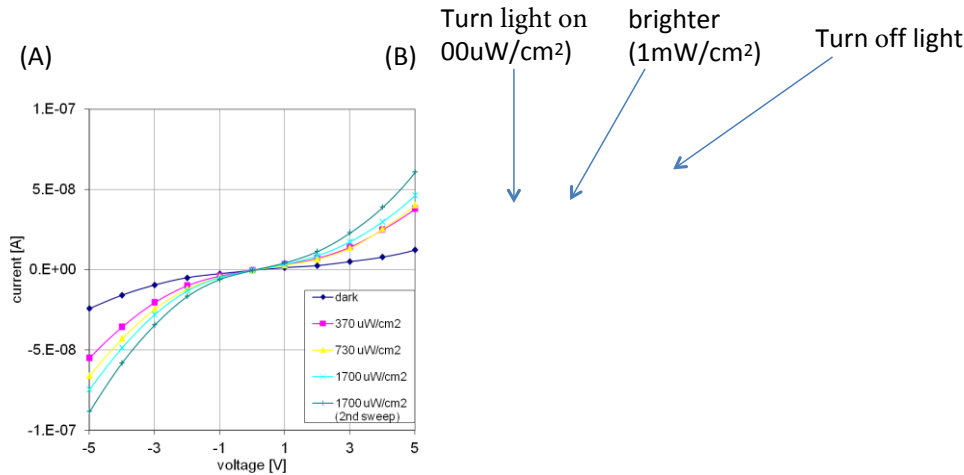 (A)
(B)
Turn light on
00uW/cm²)
brighter
(1mW/cm²)
Turn off light
1.E-07
5.E-08
0.E+00
-5.E-08
-1.E-07
current [A]
dark
370 uW/cm2
730 uW/cm2
1700 uW/cm2
1700 uW/cm2
(2nd sweep)
-5 -3 -1 1 3 5
voltage [V]